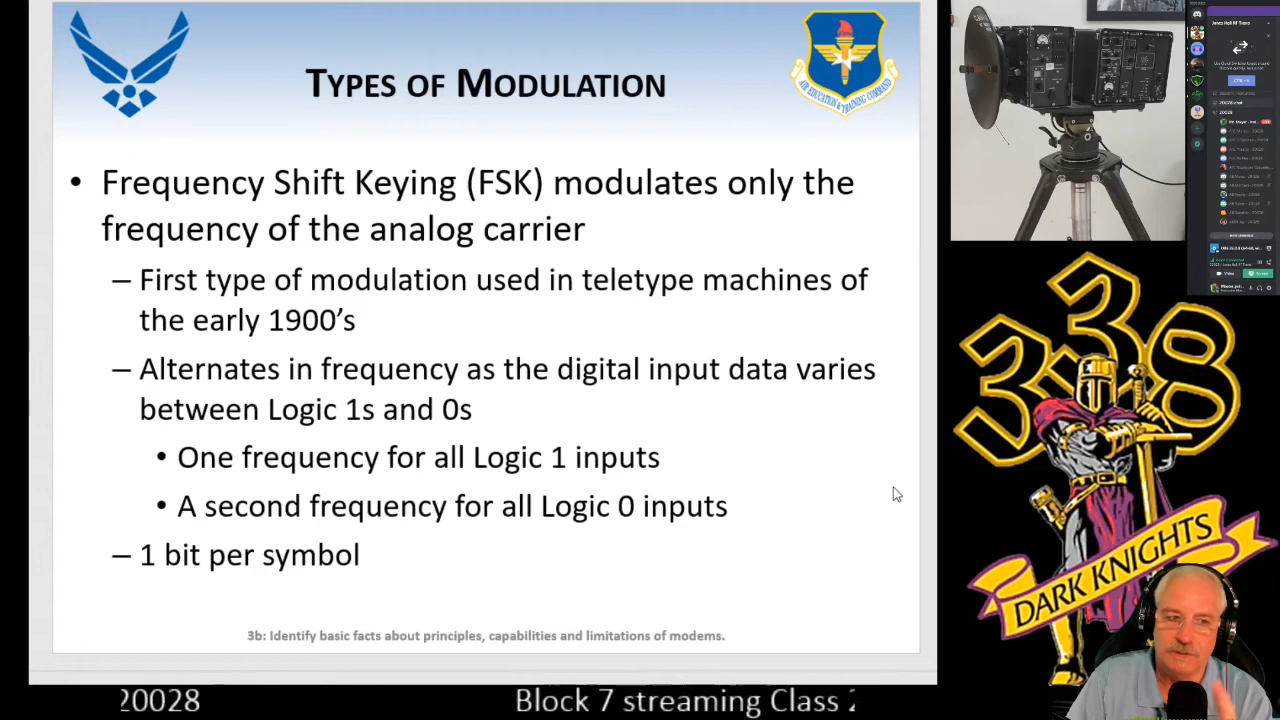 TYPES OF MODULATION
AIR EDUCATION & TRAINING COMMAND
• Frequency Shift Keying (FSK) modulates only the
frequency of the analog carrier
– First type of modulation used in teletype machines of
the early 1900's
– Alternates in frequency as the digital input data varies
between Logic 1s and 0s
• One frequency for all Logic 1 inputs
• A second frequency for all Logic 0 inputs
– 1 bit per symbol
3b: Identify basic facts about principles, capabilities and limitations of modems.
338
DARK KNIGHTS
20028
Block 7 streaming Class 2